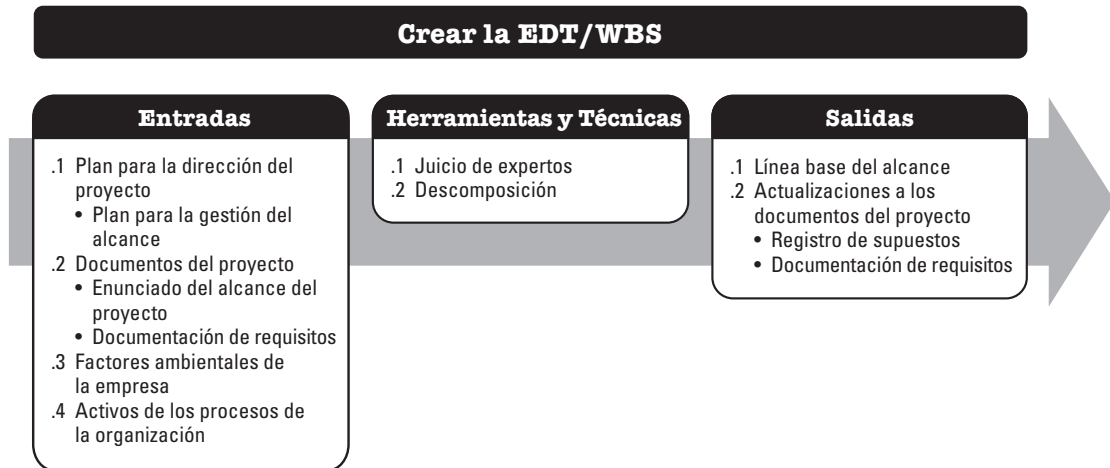 Crear la EDT/WBS
Entradas
.1 Plan para la dirección del
proyecto
• Plan para la gestión del
alcance
.2 Documentos del proyecto
• Enunciado del alcance del
proyecto
• Documentación de requisitos
.3 Factores ambientales de
la empresa
.4 Activos de los procesos de
la organización
Herramientas y Técnicas
.1 Juicio de expertos
.2 Descomposición
Salidas
.1 Línea base del alcance
.2 Actualizaciones a los
documentos del proyecto
• Registro de supuestos
• Documentación de requisitos